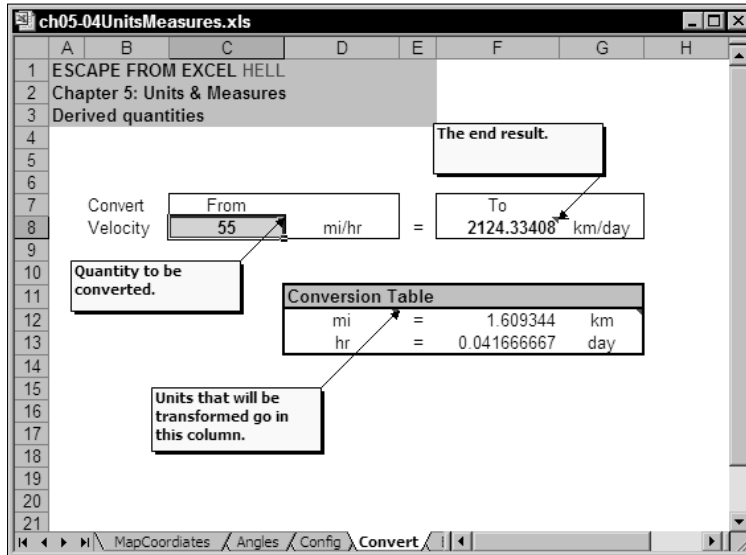 ch05-04UnitsMeasures.xls
A B C D E F G H
1 ESCAPE FROM EXCEL HELL
2 Chapter 5: Units & Measures
3 Derived quantities
4 The end result.
5
6
7 Convert From To
8 Velocity 55 mi/hr = 2124.33408 km/day
9
10 Quantity to be
converted.
11 Conversion Table
12 mi = 1.609344 km
13 hr = 0.041666667 day
14
15 Units that will be
16 transformed go in
17 this column.
18
19
20
21
MapCoordiates Angles Config Convert